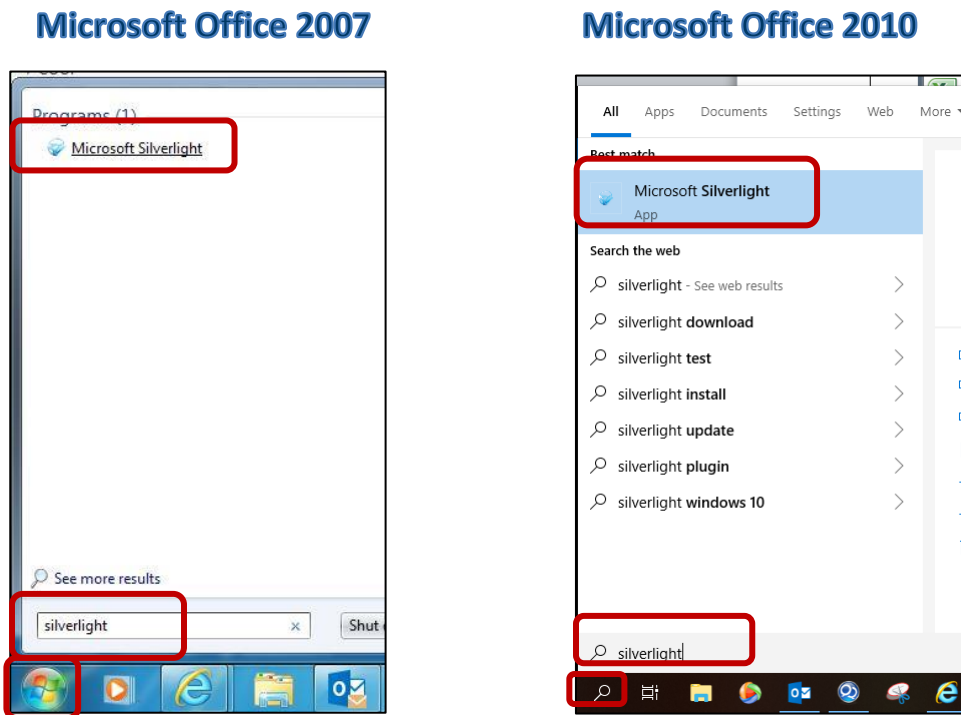 Microsoft Office 2007
Programs (1)
Microsoft Silverlight
See more results
silverlight
Shut
Microsoft Office 2010
All Apps Documents Settings Web More
Best match
Microsoft Silverlight
App
Search the web
silverlight - See web results
silverlight download
silverlight test
silverlight install
silverlight update
silverlight plugin
silverlight windows 10
silverlight